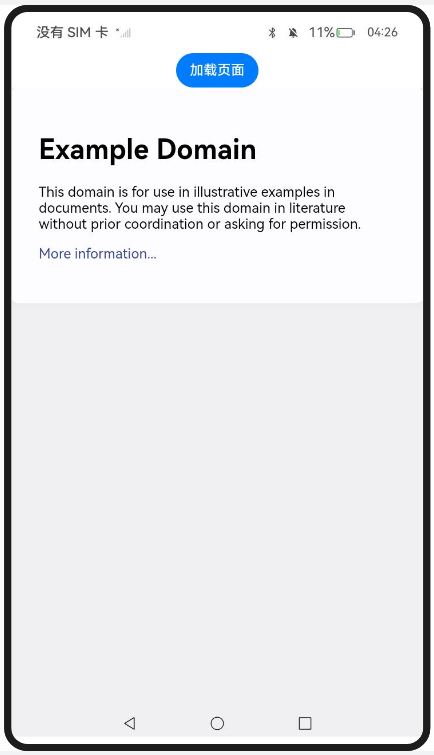 没有 SIM 卡 11% 04:26
加载页面
Example Domain
This domain is for use in illustrative examples in
documents. You may use this domain in literature
without prior coordination or asking for permission.
More information...